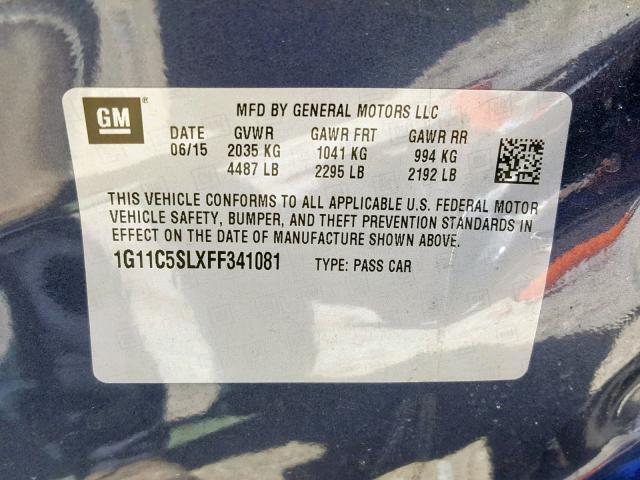 GM ®
MFD BY GENERAL MOTORS LLC
DATE GVWR GAWR FRT GAWR RR
06/15 2035 KG 1041 KG 994 KG
4487 LB 2295 LB 2192 LB
THIS VEHICLE CONFORMS TO ALL APPLICABLE U.S. FEDERAL MOTOR
VEHICLE SAFETY, BUMPER, AND THEFT PREVENTION STANDARDS IN
EFFECT ON THE DATE OF MANUFACTURE SHOWN ABOVE.
1G11C5SLXFF341081 TYPE: PASS CAR